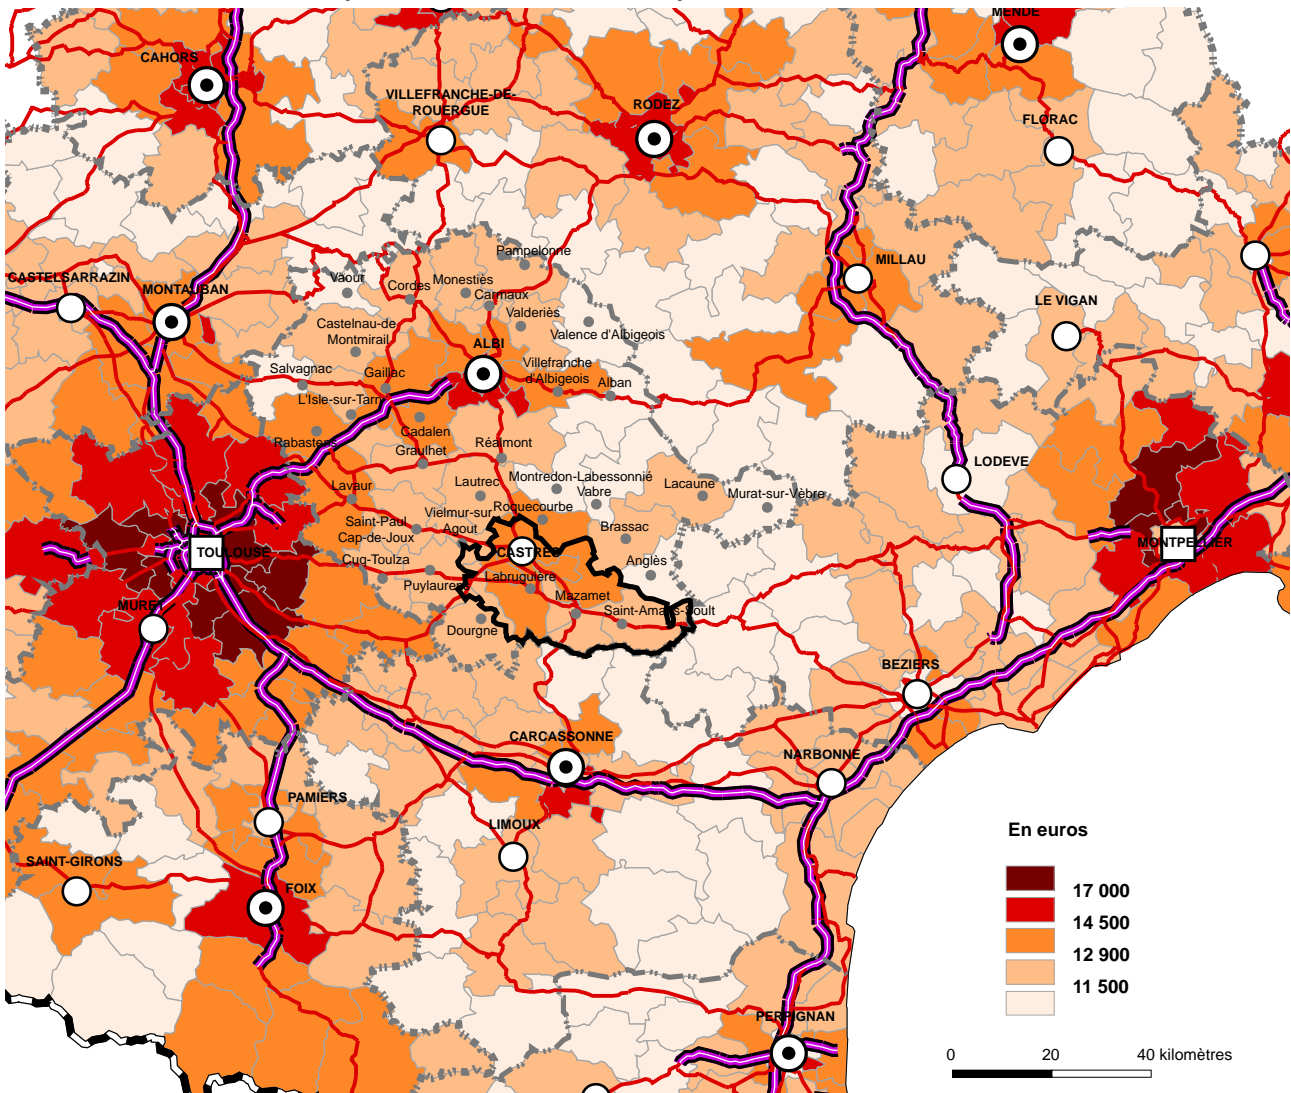 MENDE
CAHORS
VILLEFRANCHE-DE-
ROUERGUE
RODEZ
FLORAC
Pampelonne
CASTELSARRAZIN
MONTAUBAN
Vaour
Cordes
Monestiès
Carmaux
MILLAU
LE VIGAN
Castelnau-de
Montmirail
Valderiès
Valence d'Albigeois
ALBI
Salvagnac
Gaillac
Villefranche
d'Albigeois
Alban
L'Isle-sur-Tarn
Rabastens
Cadalen
Graulhet
Réalmont
LODEVE
Lavaur
Lautrec
Montredon-Labessonnié
Vabre
Lacaune
Murat-sur-Vèbre
Saint-Paul
Cap-de-Joux
Vielmur-sur
Agout
Roquecourbe
Brassac
TOULOUSE
Cuq-Toulza
CASTRES
Anglès
MONTPELLIER
Puylaurens
Labruguière
Mazamet
Saint-Amans-Soult
MURET
Dourgne
BEZIERS
CARCASSONNE
NARBONNE
PAMIERS
LIMOUX
SAINT-GIRONS
FOIX
PERPIGNAN
En euros
17 000
14 500
12 900
11 500
0 20 40 kilomètres